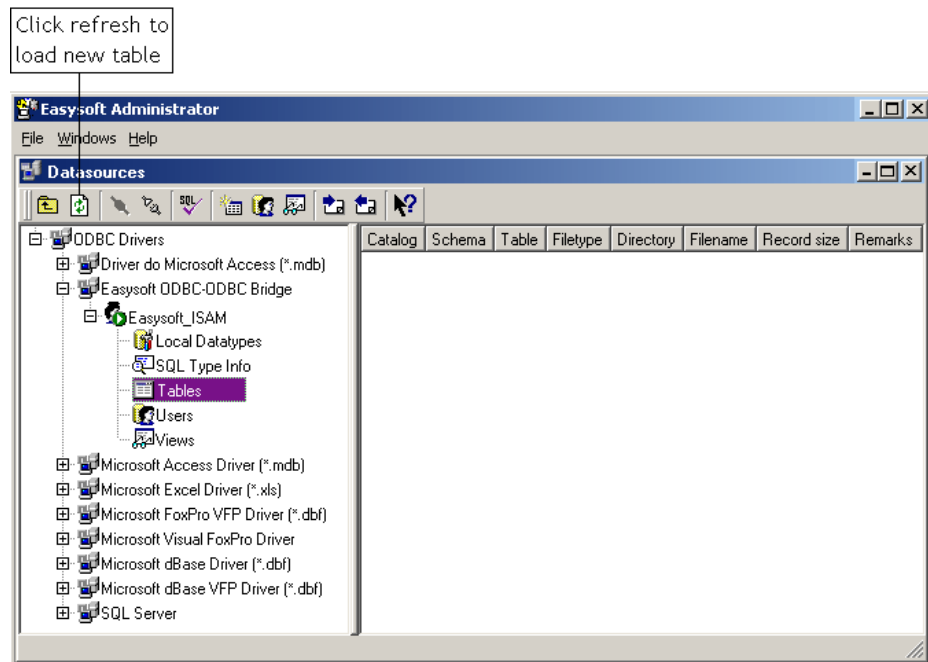 Click refresh to
load new table
Easysoft Administrator
File Windows Help
Datasources
SQL
ODBC Drivers
Driver do Microsoft Access (*.mdb)
Easysoft ODBC-ODBC Bridge
Easysoft_ISAM
Local Datatypes
SQL Type Info
Tables
Users
Views
Microsoft Access Driver (*.mdb)
Microsoft Excel Driver (*.xls)
Microsoft FoxPro VFP Driver (*.dbf)
Microsoft Visual FoxPro Driver
Microsoft dBase Driver (*.dbf)
Microsoft dBase VFP Driver (*.dbf)
SQL Server
Catalog Schema Table Filetype Directory Filename Record size Remarks